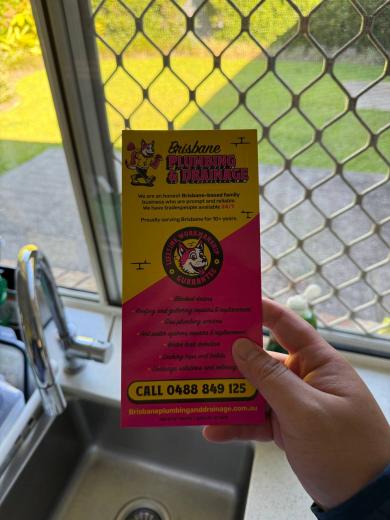 Brisbane
PLUMBING
& DRAINAGE
We are an honest Brisbane-based family
business who are prompt and reliable.
We have tradespeople available 24/7.
Proudly serving Brisbane for 10+ years.
LIFETIME WORKMANSHIP
GUARANTEE
Blocked drains
Roofing and guttering repairs & replacement
Gas plumbing services
Hot water systems repairs & replacement
Water leak detection
Leaking taps and toilets
Drainage solutions and
CALL 0488 849 125
Brisbaneplumbinganddrainage.com.au